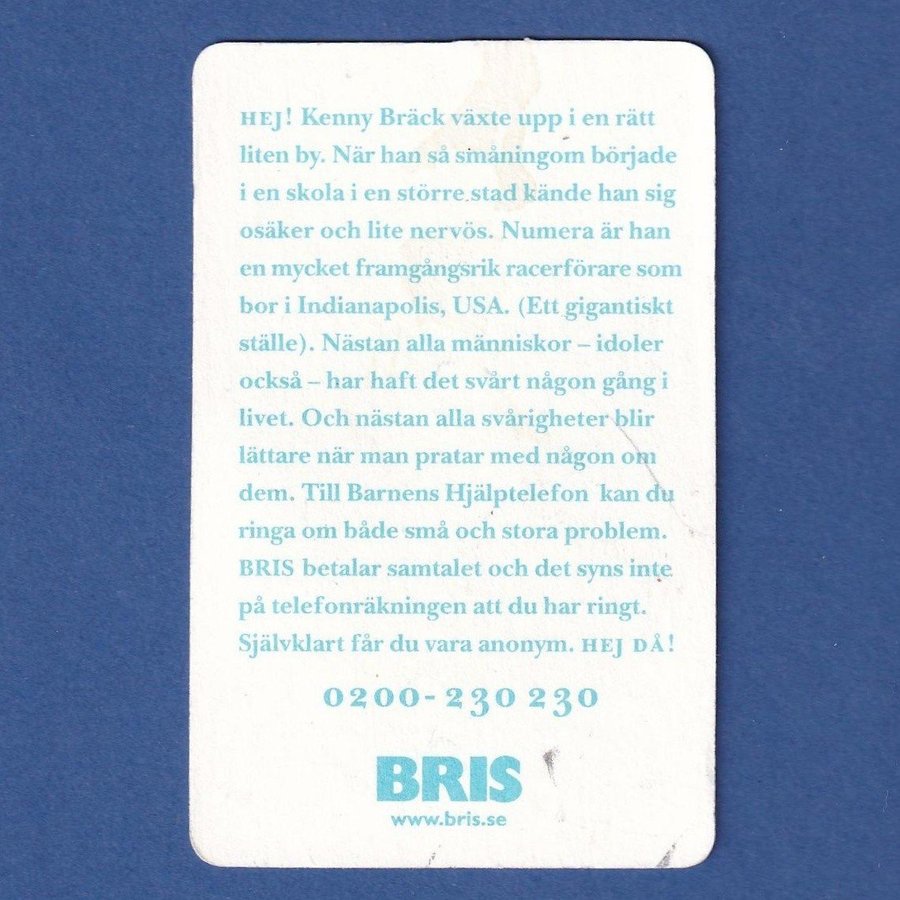 HEJ! Kenny Bräck växte upp i en rätt
liten by. När han så småningom började
i en skola i en större stad kände han sig
osäker och lite nervös. Numera är han
en mycket framgångsrik racerförare som
bor i Indianapolis, USA. (Ett gigantiskt
ställe). Nästan alla människor – idoler
också – har haft det svårt någon gång i
livet. Och nästan alla svårigheter blir
lättare när man pratar med någon om
dem. Till Barnens Hjälptelefon kan du
ringa om både små och stora problem.
BRIS betalar samtalet och det syns inte
på telefonräkningen att du har ringt.
Självklart får du vara anonym. HEJ DÅ!
0200-230 230
BRIS
www.bris.se